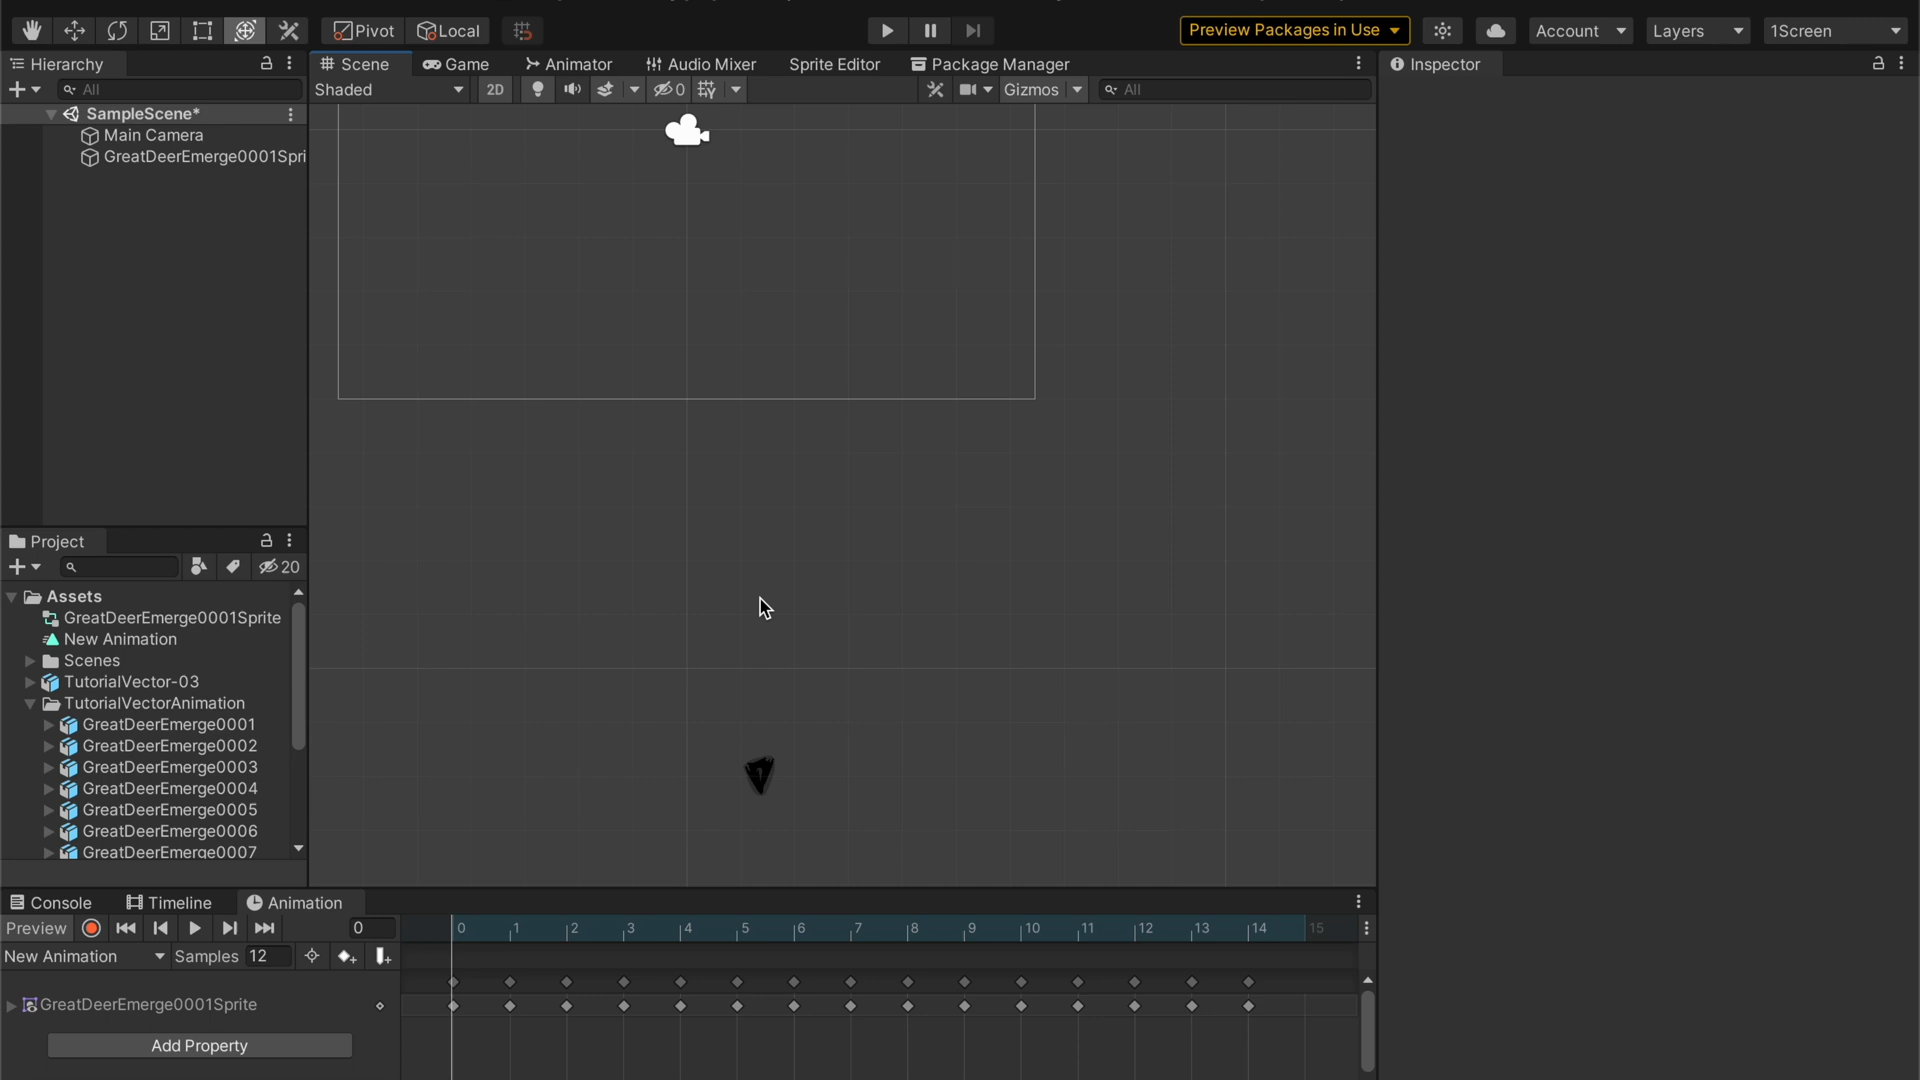 Pivot Local Preview Packages in Use Account Layers 1Screen
Hierarchy
All
SampleScene*
Main Camera
GreatDeerEmerge0001Spri
Scene Game Animator Audio Mixer Sprite Editor Package Manager
Shaded 2D 0 Gizmos All
Inspector
Project
20
Assets
GreatDeerEmerge0001Sprite
New Animation
Scenes
TutorialVector-03
TutorialVectorAnimation
GreatDeerEmerge0001
GreatDeerEmerge0002
GreatDeerEmerge0003
GreatDeerEmerge0004
GreatDeerEmerge0005
GreatDeerEmerge0006
GreatDeerEmerge0007
Console Timeline Animation
Preview 0 0 1 2 3 4 5 6 7 8 9 10 11 12 13 14 15
New Animation Samples 12
GreatDeerEmerge0001Sprite
Add Property